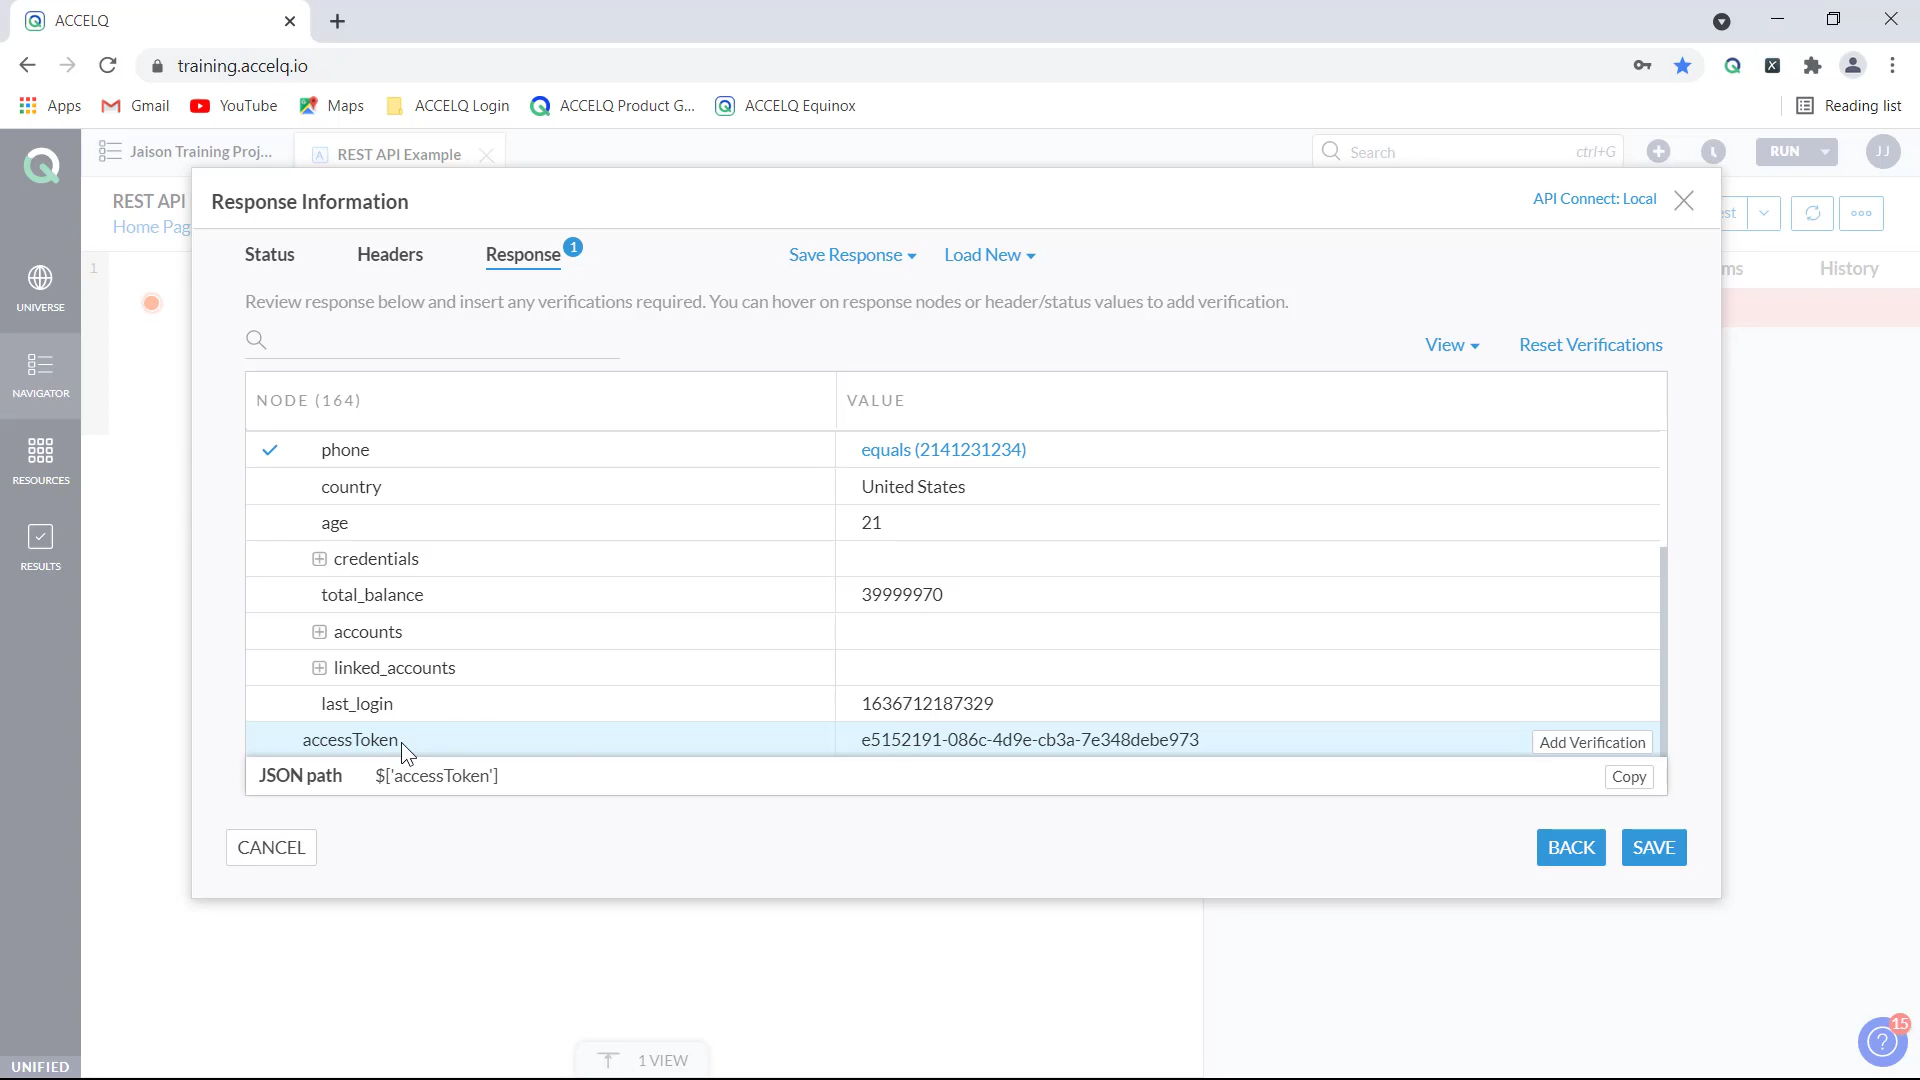 ACCELQ
training.accelq.io
Apps Gmail YouTube Maps ACCELQ Login ACCELQ Product G... ACCELQ Equinox Reading list
Jaison Training Proj... REST API Example Search ctrl+G RUN JJ
REST API
Home Pag
Response Information
API Connect: Local
Status Headers Response 1 Save Response Load New
Review response below and insert any verifications required. You can hover on response nodes or header/status values to add verification.
View Reset Verifications
NODE (164) VALUE
phone equals (2141231234)
country United States
age 21
credentials
total_balance 39999970
accounts
linked_accounts
last_login 1636712187329
accessToken e5152191-086c-4d9e-cb3a-7e348debe973 Add Verification
JSON path $['accessToken'] Copy
CANCEL BACK SAVE
1
UNIVERSE
NAVIGATOR
RESOURCES
RESULTS
UNIFIED
est
ms History
1 VIEW
15